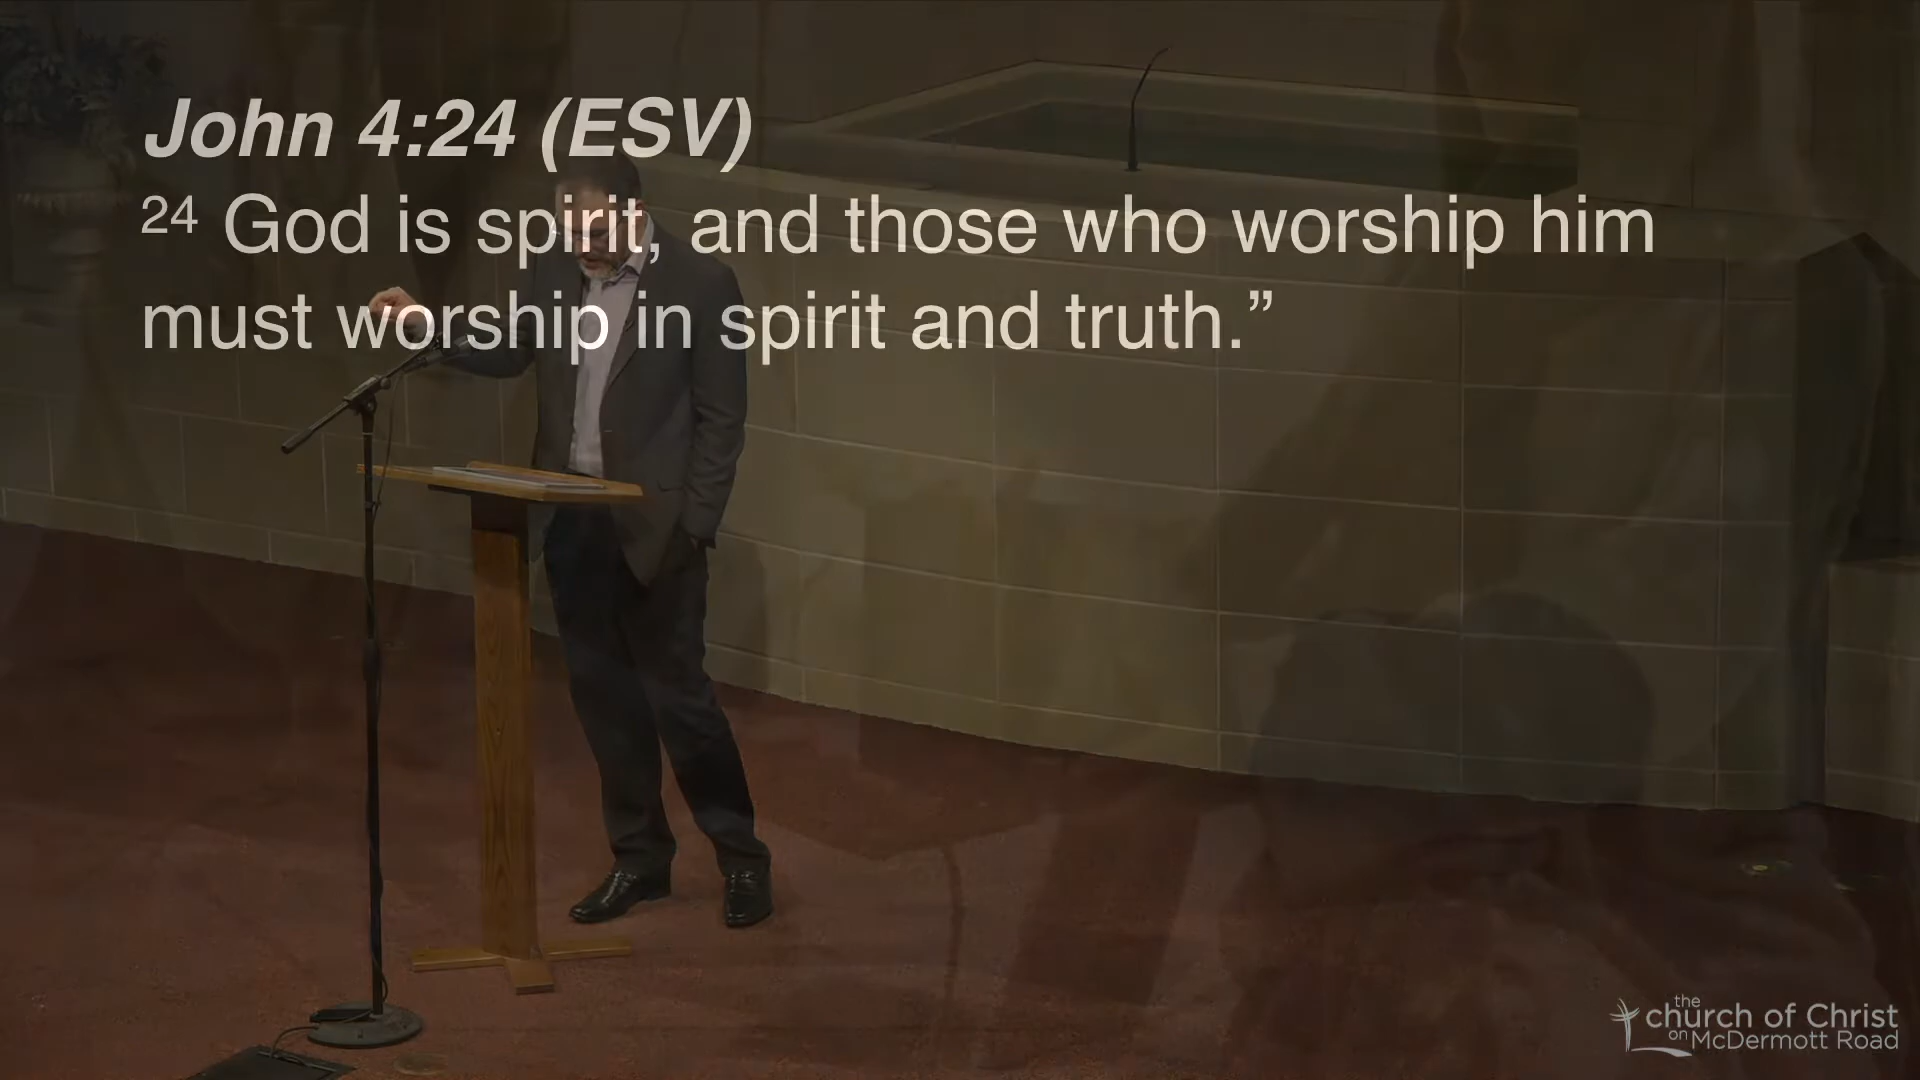 John 4:24 (ESV)
24 God is spirit, and those who worship him
must worship in spirit and truth.”
the
church of Christ
on McDermott Road